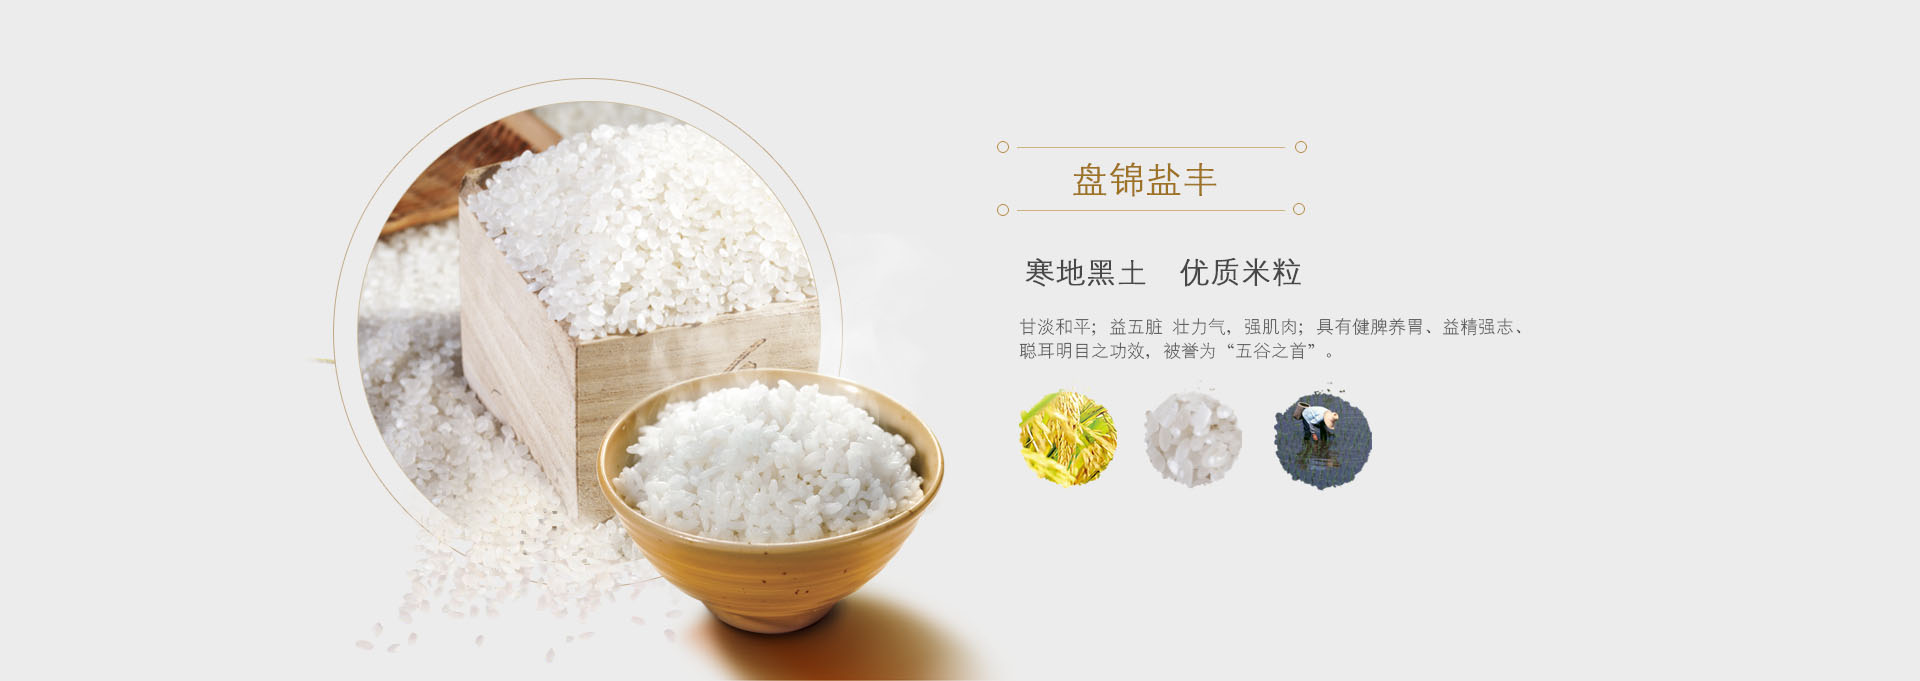 盘锦盐丰
寒地黑土 优质米粒
甘淡和平；益五脏 壮力气，强肌肉；具有健脾养胃、益精强志、
聪耳明目之功效，被誉为“五谷之首”。